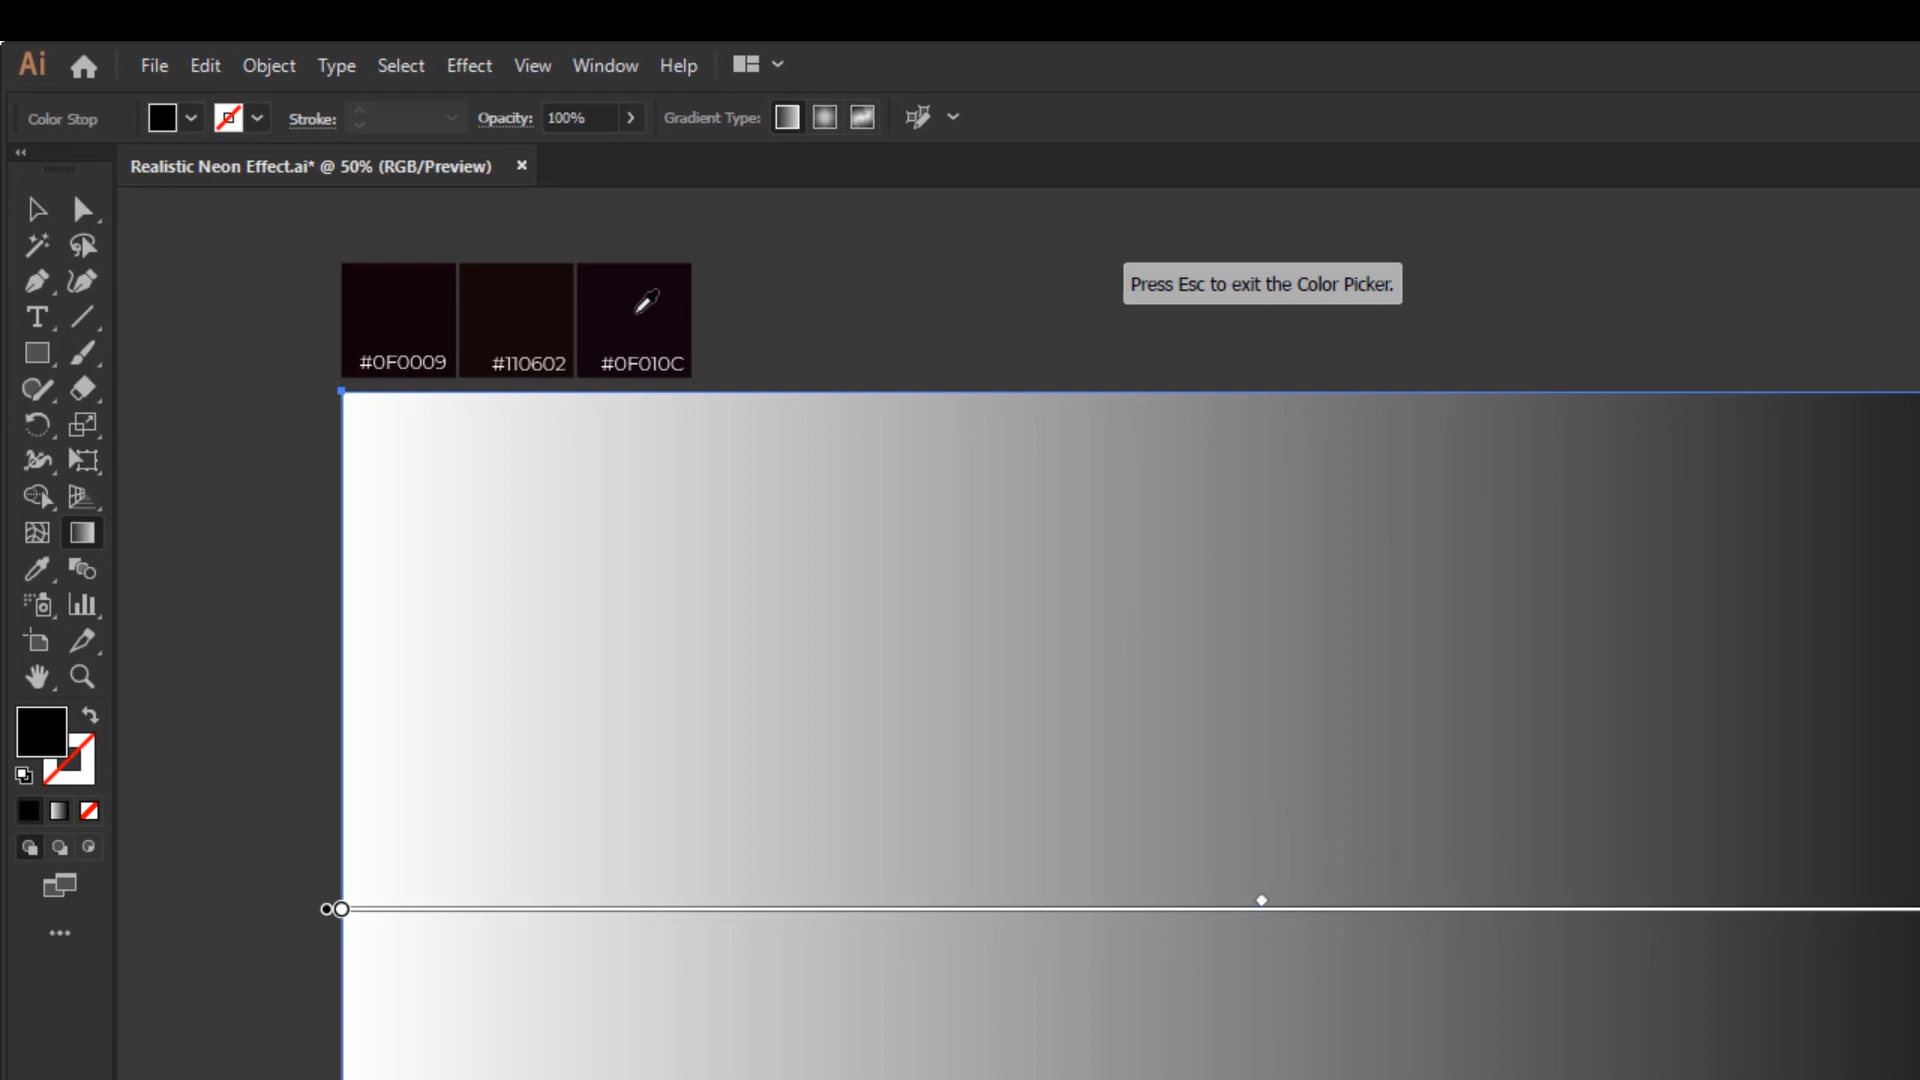 Ai File Edit Object Type Select Effect View Window Help
Color Stop Stroke: Opacity: 100% Gradient Type:
Realistic Neon Effect.ai* @ 50% (RGB/Preview) ×
Press Esc to exit the Color Picker.
#0F0009 #110602 #0F010C